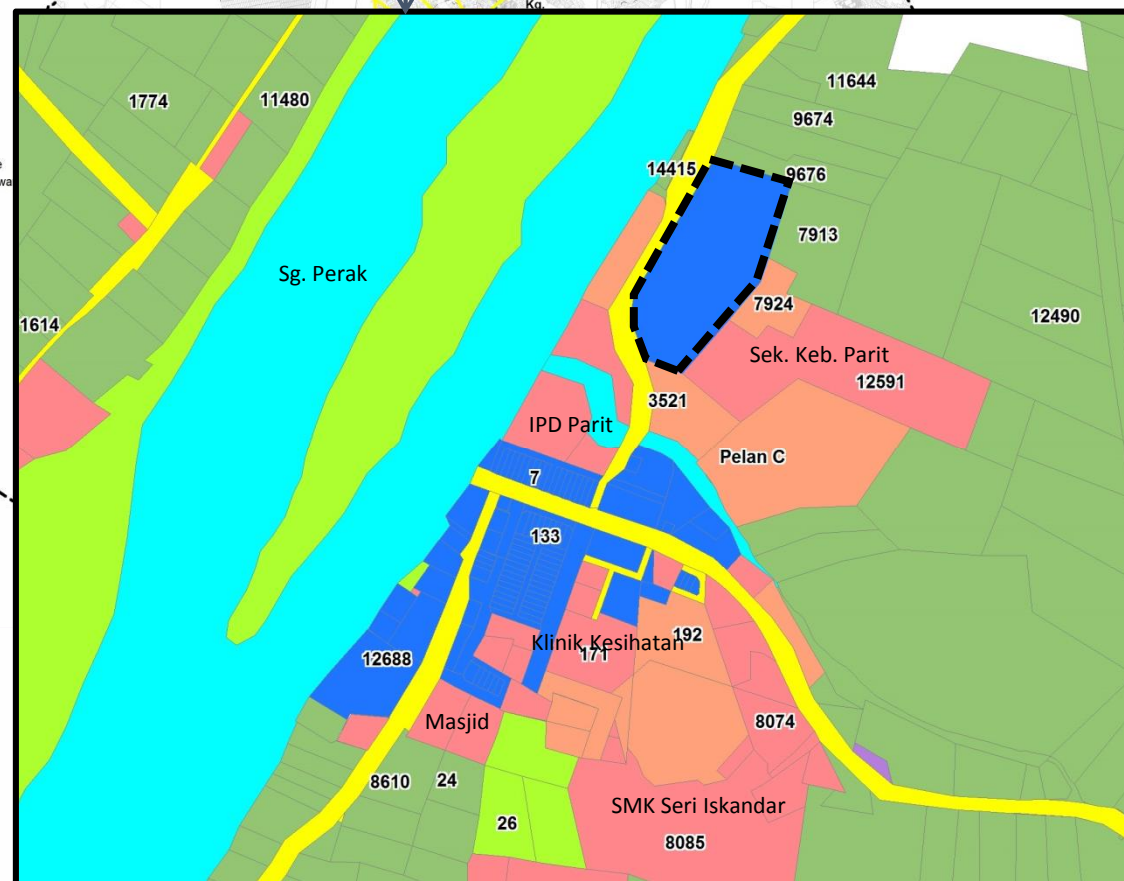 Kg.
1774
11480
11644
9674
14415
9676
7913
Sg. Perak
1614
7924
12490
Sek. Keb. Parit
12591
3521
IPD Parit
Pelan C
7
133
Klinik Kesihatan
192
171
12688
Masjid
8074
8610
24
SMK Seri Iskandar
26
8085